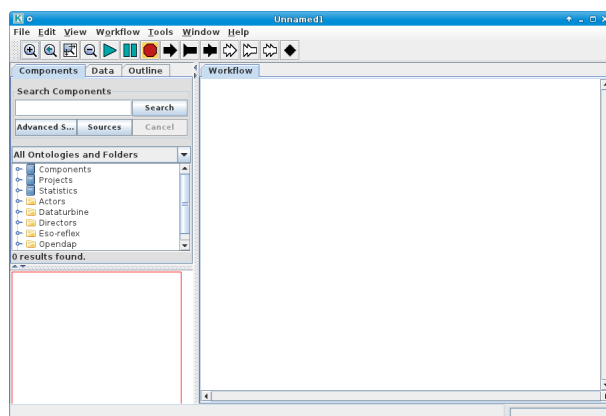 Unnamed1
File Edit View Workflow Tools Window Help
Components Data Outline
Workflow
Search Components
Search
Advanced S... Sources Cancel
All Ontologies and Folders
Components
Projects
Statistics
Actors
Dataturbine
Directors
Eso-reflex
Opendap
0 results found.